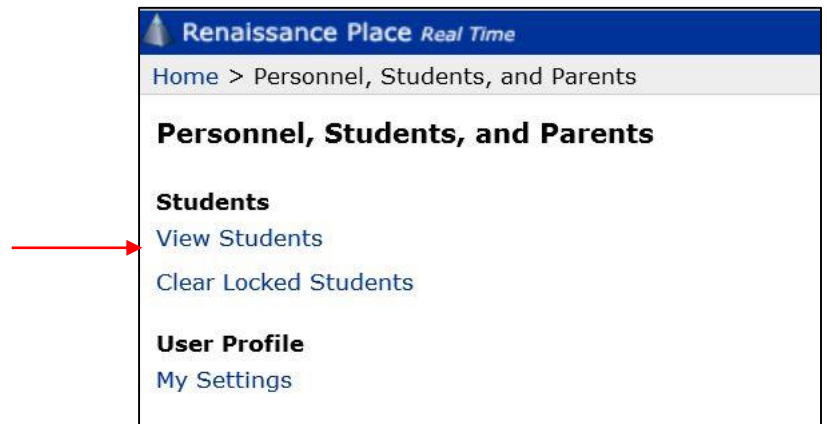 Renaissance Place Real Time
Home > Personnel, Students, and Parents
Personnel, Students, and Parents
Students
View Students
Clear Locked Students
User Profile
My Settings